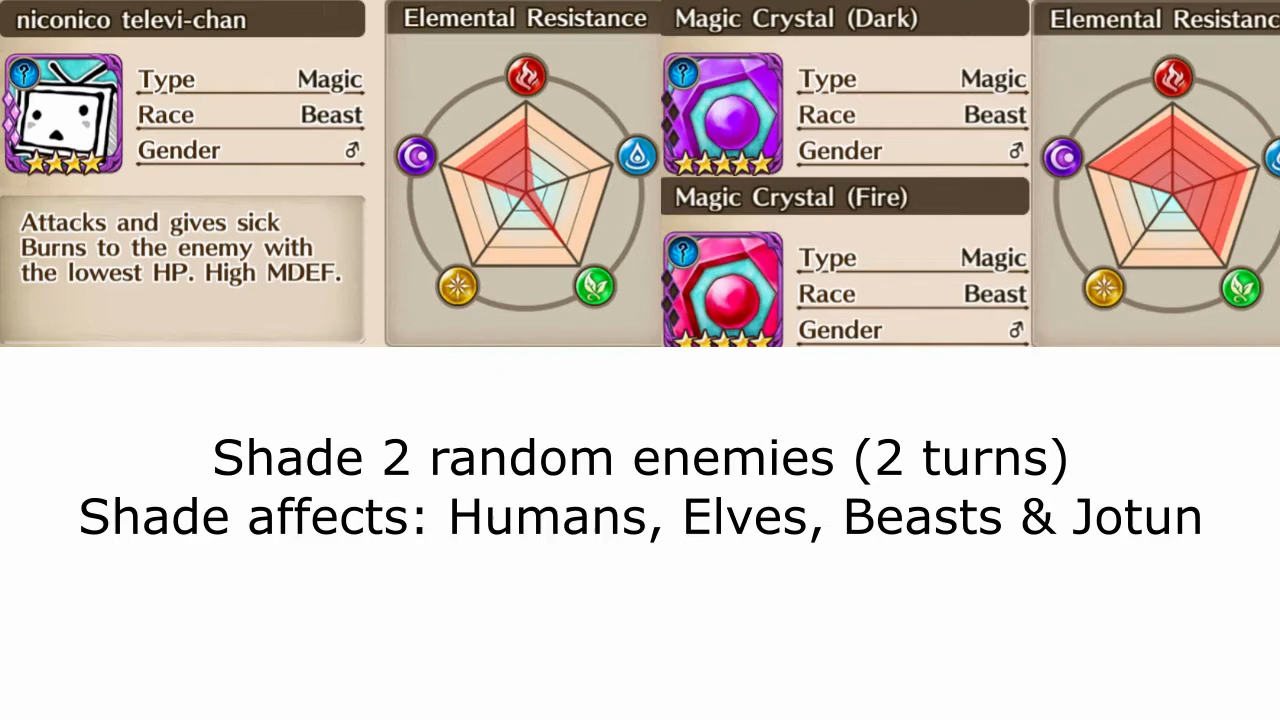 niconico televi-chan
Type Magic
Race Beast
Gender ♂
Attacks and gives sick
Burns to the enemy with
the lowest HP. High MDEF.
Elemental Resistance
Magic Crystal (Dark)
Type Magic
Race Beast
Gender ♂
Magic Crystal (Fire)
Type Magic
Race Beast
Gender ♂
Elemental Resistanc
Shade 2 random enemies (2 turns)
Shade affects: Humans, Elves, Beasts & Jotun